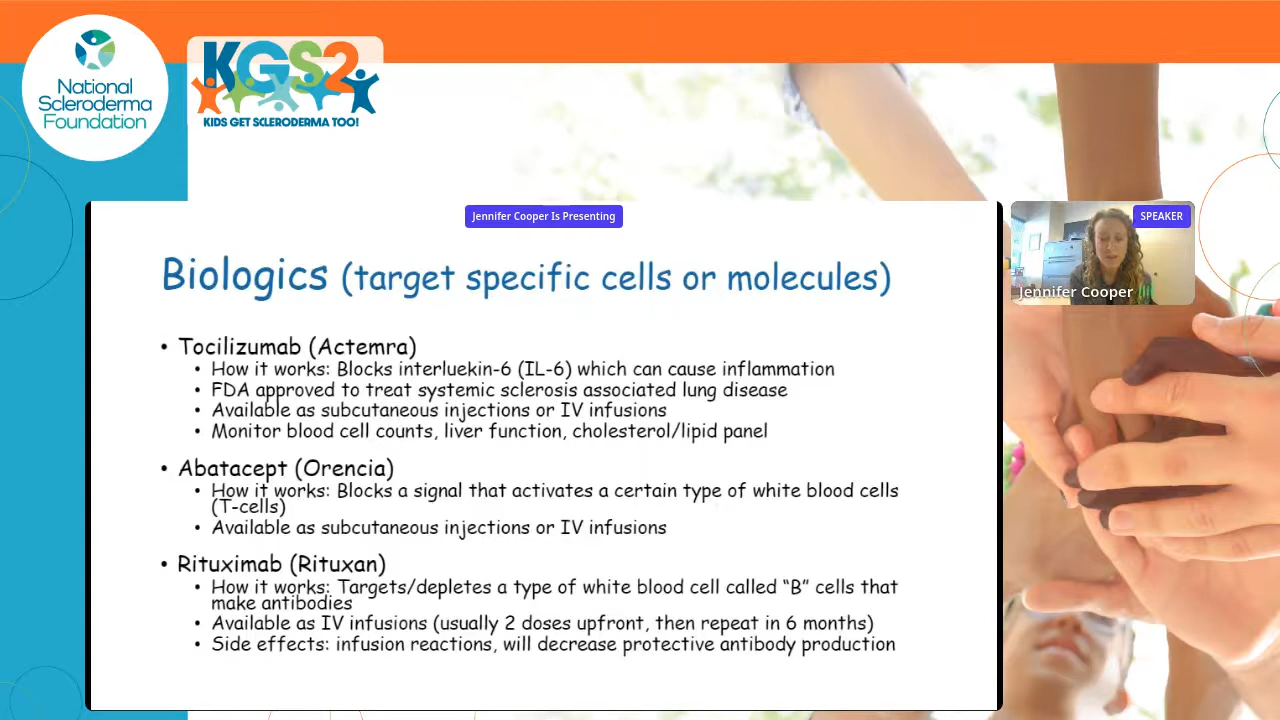 National
Scleroderma
Foundation
KGS2
KIDS GET SCLERODERMA TOO!
Jennifer Cooper Is Presenting
SPEAKER
Jennifer Cooper
Biologics (target specific cells or molecules)
• Tocilizumab (Actemra)
• How it works: Blocks interluekin-6 (IL-6) which can cause inflammation
• FDA approved to treat systemic sclerosis associated lung disease
• Available as subcutaneous injections or IV infusions
• Monitor blood cell counts, liver function, cholesterol/lipid panel
• Abatacept (Orencia)
• How it works: Blocks a signal that activates a certain type of white blood cells
(T-cells)
• Available as subcutaneous injections or IV infusions
• Rituximab (Rituxan)
• How it works: Targets/depletes a type of white blood cell called “B” cells that
make antibodies
• Available as IV infusions (usually 2 doses upfront, then repeat in 6 months)
• Side effects: infusion reactions, will decrease protective antibody production